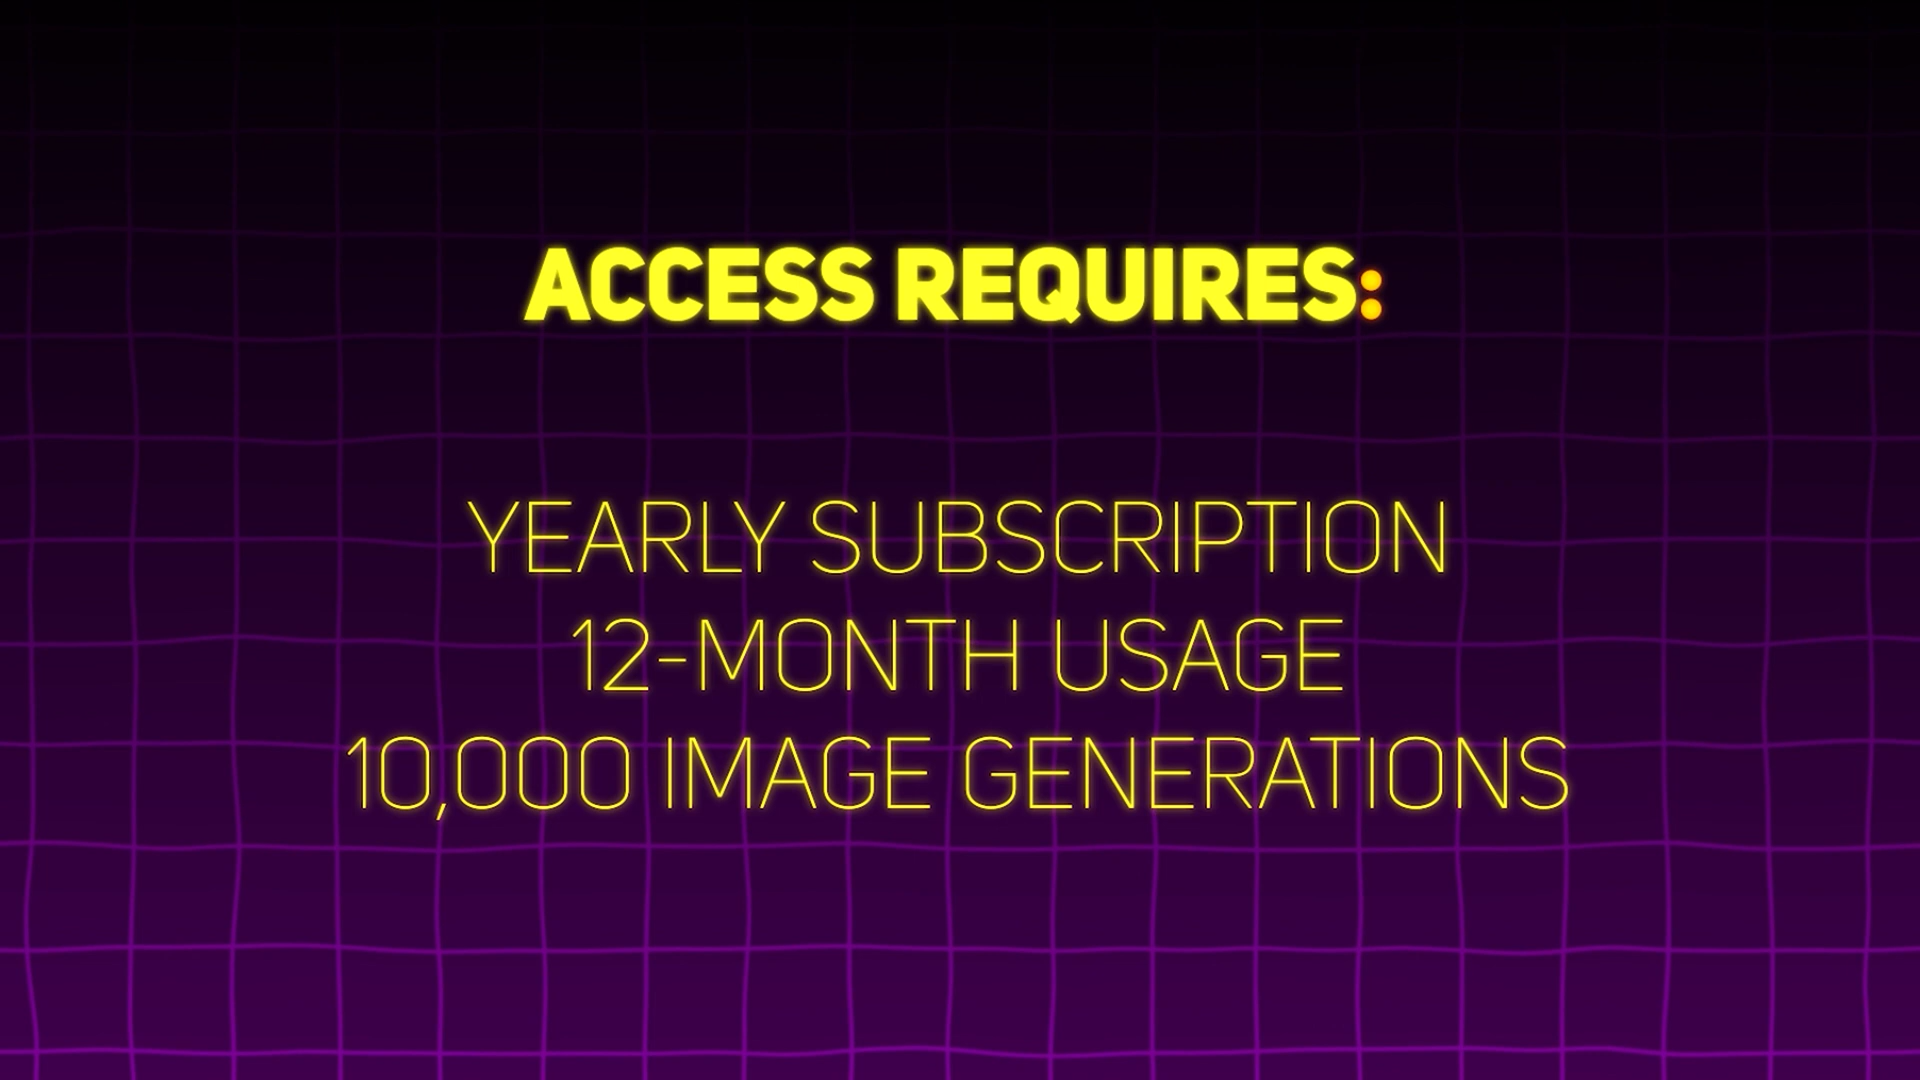 ACCESS REQUIRES:
YEARLY SUBSCRIPTION
12-MONTH USAGE
10,000 IMAGE GENERATIONS